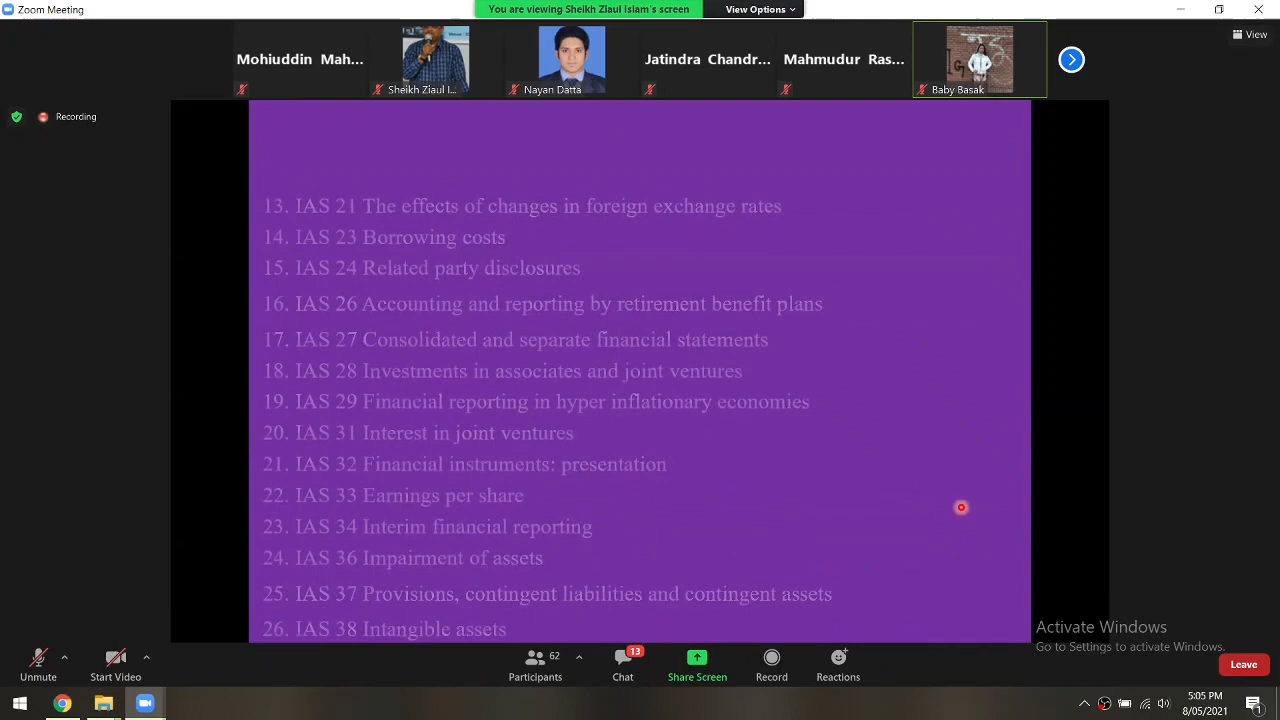 Zoom Meeting
You are viewing Sheikh Ziaul Islam's screen
View Options
Mohiuddin Mah...
Sheikh Ziaul I...
Nayan Datta
Jatindra Chandr...
Mahmudur Ras...
Baby Basak
View
Recording
13. IAS 21 The effects of changes in foreign exchange rates
14. IAS 23 Borrowing costs
15. IAS 24 Related party disclosures
16. IAS 26 Accounting and reporting by retirement benefit plans
17. IAS 27 Consolidated and separate financial statements
18. IAS 28 Investments in associates and joint ventures
19. IAS 29 Financial reporting in hyper inflationary economies
20. IAS 31 Interest in joint ventures
21. IAS 32 Financial instruments: presentation
22. IAS 33 Earnings per share
23. IAS 34 Interim financial reporting
24. IAS 36 Impairment of assets
25. IAS 37 Provisions, contingent liabilities and contingent assets
26. IAS 38 Intangible assets
Activate Windows
Go to Settings to activate Windows.
Unmute
Start Video
62
Participants
13
Chat
Share Screen
Record
Reactions
Leave
5:05 PM
8/05/2021